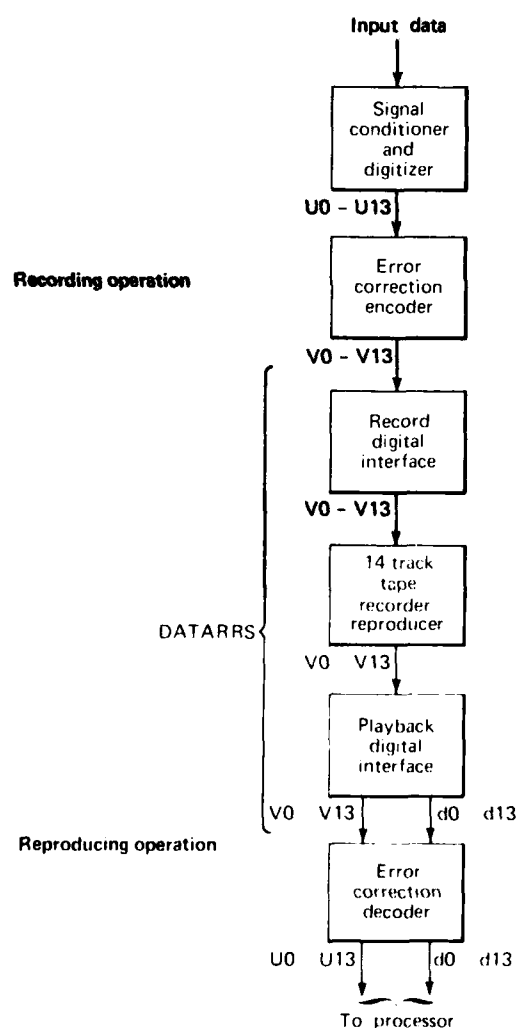 Input data
Signal
conditioner
and
digitizer
U0 - U13
Recording operation
Error
correction
encoder
V0 - V13
Record
digital
interface
V0 - V13
14 track
tape
recorder
reproducer
DATARRS
V0 V13
Playback
digital
interface
V0 V13 d0 d13
Reproducing operation
Error
correction
decoder
U0 U13 d0 d13
To processor